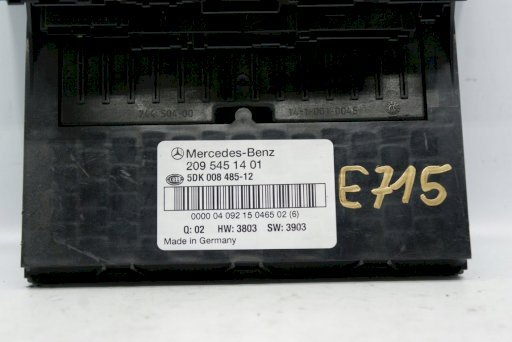 Mercedes-Benz
209 545 14 01
HELLA 5DK 008 485-12
0000 04 092 15 0465 02 (6)
Q: 02 HW: 3803 SW: 3903
Made in Germany
E715